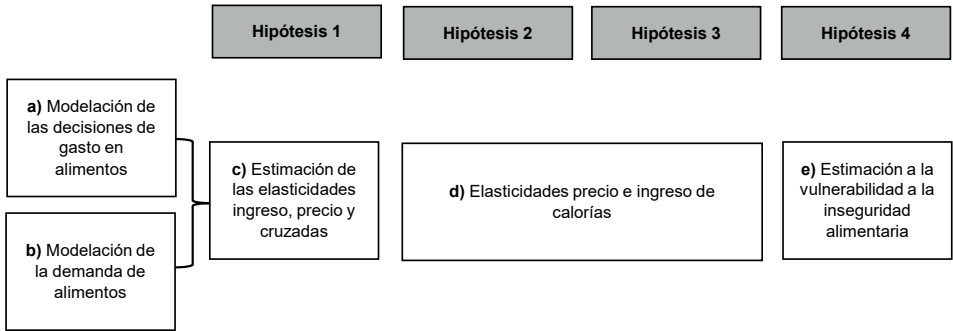 Hipótesis 1
Hipótesis 2
Hipótesis 3
Hipótesis 4
a) Modelación de
las decisiones de
gasto en
alimentos
b) Modelación de
la demanda de
alimentos
c) Estimación de
las elasticidades
ingreso, precio y
cruzadas
d) Elasticidades precio e ingreso de
calorías
e) Estimación a la
vulnerabilidad a la
inseguridad
alimentaria